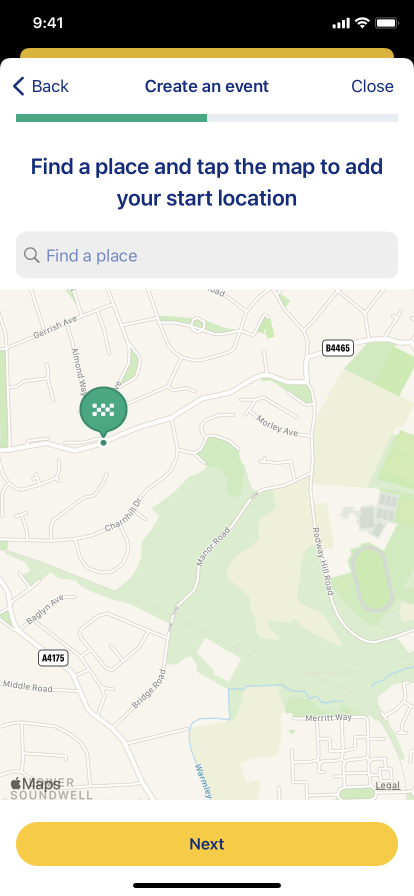 9:41
Back
Create an event
Close
Find a place and tap the map to add
your start location
Find a place
Gerrish Ave
Almond Way
B4465
Morley Ave
Charnhill Dr
Manor Road
Rodway Hill Road
Baglyn Ave
A4175
Middle Road
Bridge Road
Merritt Way
Warmley
Maps
SOUNDWELL
Legal
Next